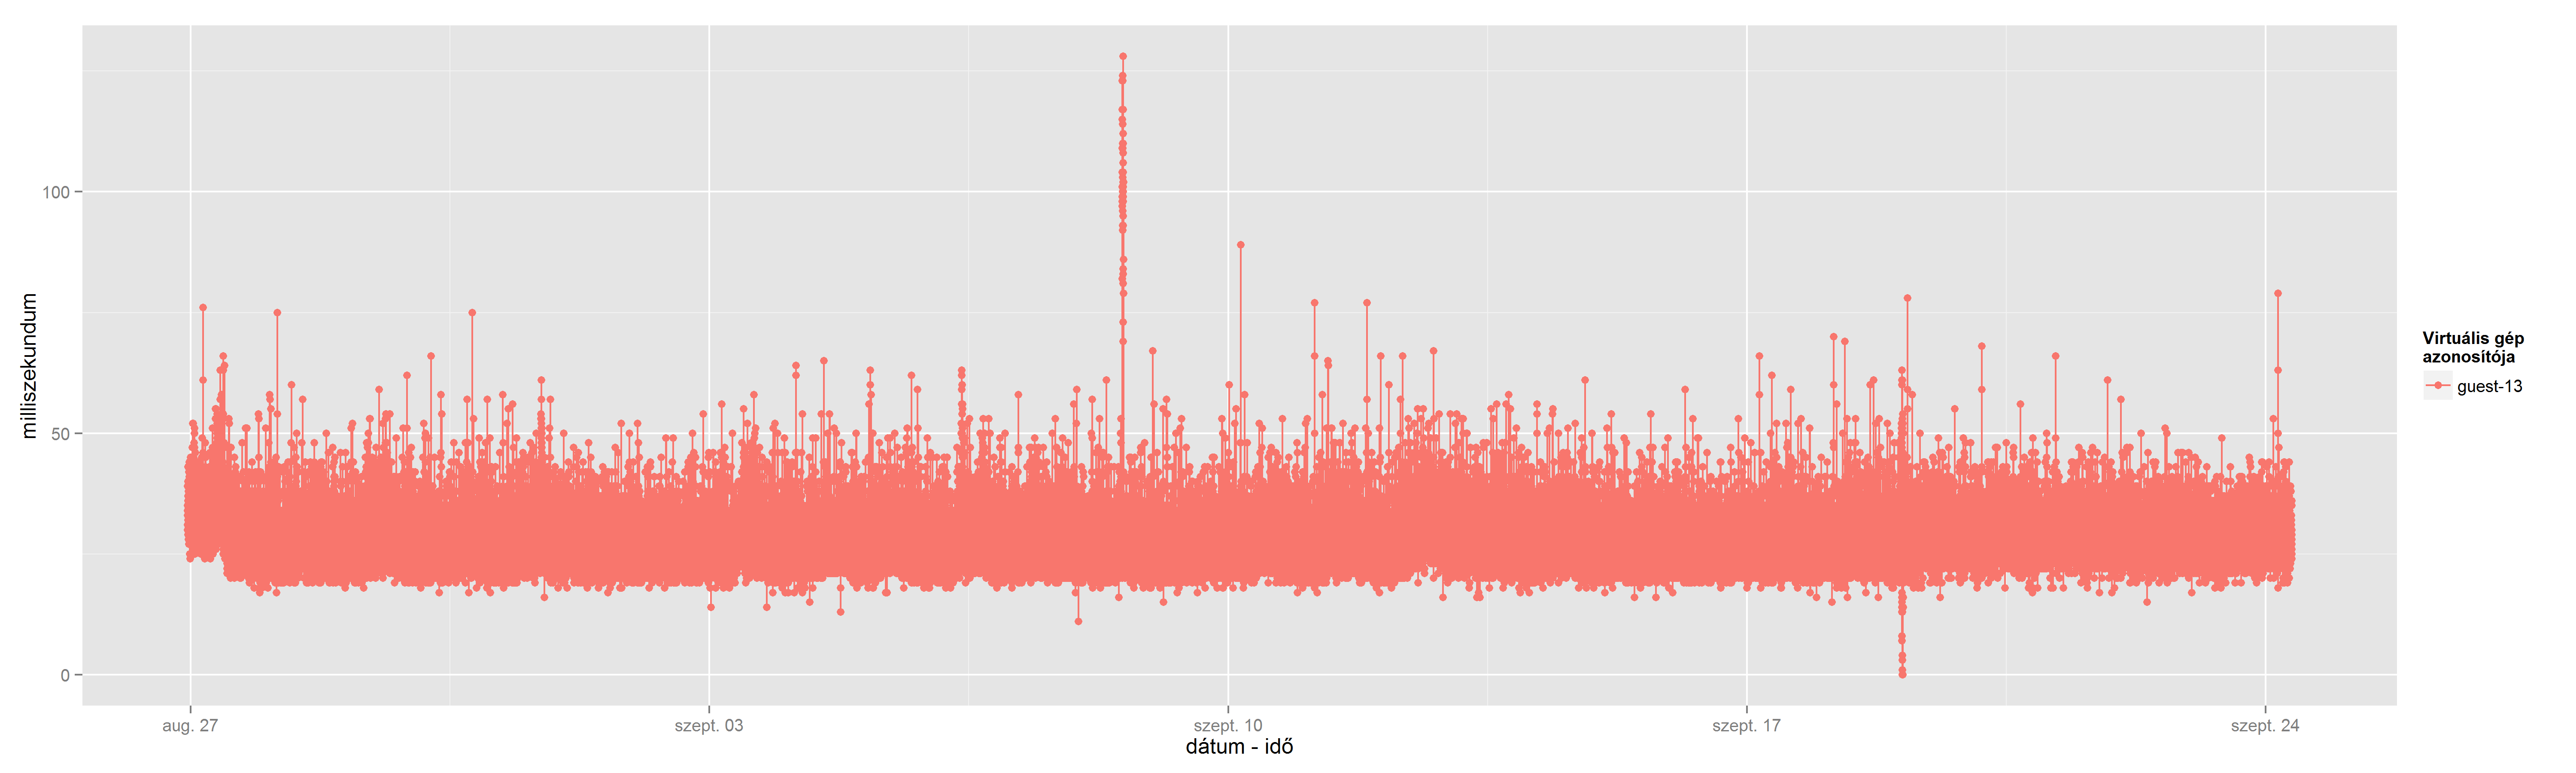 milliszekundum
100
50
0
aug. 27
szept. 03
szept. 10
szept. 17
szept. 24
dátum - idő
Virtuális gép
azonosítója
guest-13